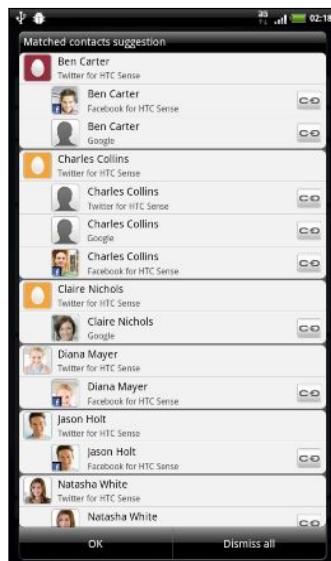 3G
02:18
Matched contacts suggestion
Ben Carter
Twitter for HTC Sense
Ben Carter
Facebook for HTC Sense
Ben Carter
Google
Charles Collins
Twitter for HTC Sense
Charles Collins
Twitter for HTC Sense
Charles Collins
Google
Charles Collins
Facebook for HTC Sense
Claire Nichols
Twitter for HTC Sense
Claire Nichols
Google
Diana Mayer
Twitter for HTC Sense
Diana Mayer
Facebook for HTC Sense
Jason Holt
Twitter for HTC Sense
Jason Holt
Facebook for HTC Sense
Natasha White
Twitter for HTC Sense
Natasha White
OK
Dismiss all